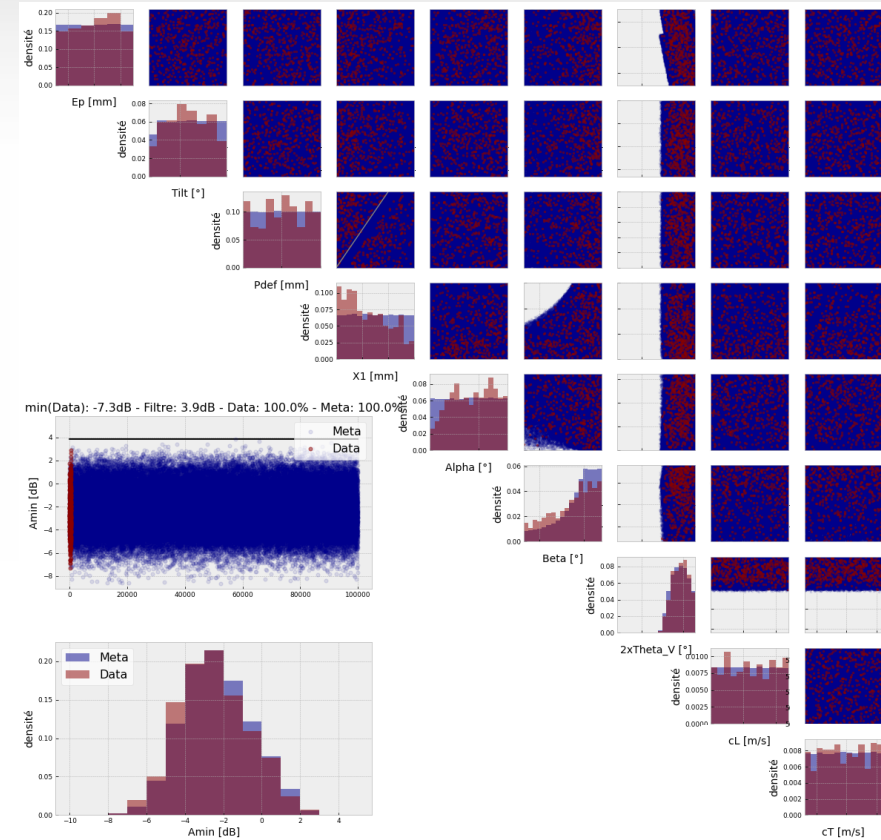 0.20
0.15
0.10
0.05
0.00
densité
Ep [mm]
0.08
0.06
0.04
0.02
0.00
densité
Tilt [°]
0.10
0.05
0.00
densité
Pdef [mm]
0.100
0.075
0.050
0.025
0.000
densité
X1 [mm]
min(Data): -7.3dB - Filtre: 3.9dB - Data: 100.0% - Meta: 100.0%
0.08
0.06
0.04
0.02
0.00
densité
Alpha [°]
4
2
0
−2
−4
−6
−8
Amin [dB]
Meta
Data
0
20000
40000
60000
80000
100000
0.06
0.04
0.02
0.00
densité
Beta [°]
0.08
0.06
0.04
0.02
0.00
densité
2xTheta_V [°]
0.20
0.15
0.10
0.05
0.00
densité
Meta
Data
−10
−8
−6
−4
−2
0
2
4
Amin [dB]
0.0100
0.0075
0.0050
0.0025
0.0000
densité
5
5
5
5
cL [m/s]
0.008
0.006
0.004
0.002
0.000
densité
cT [m/s]